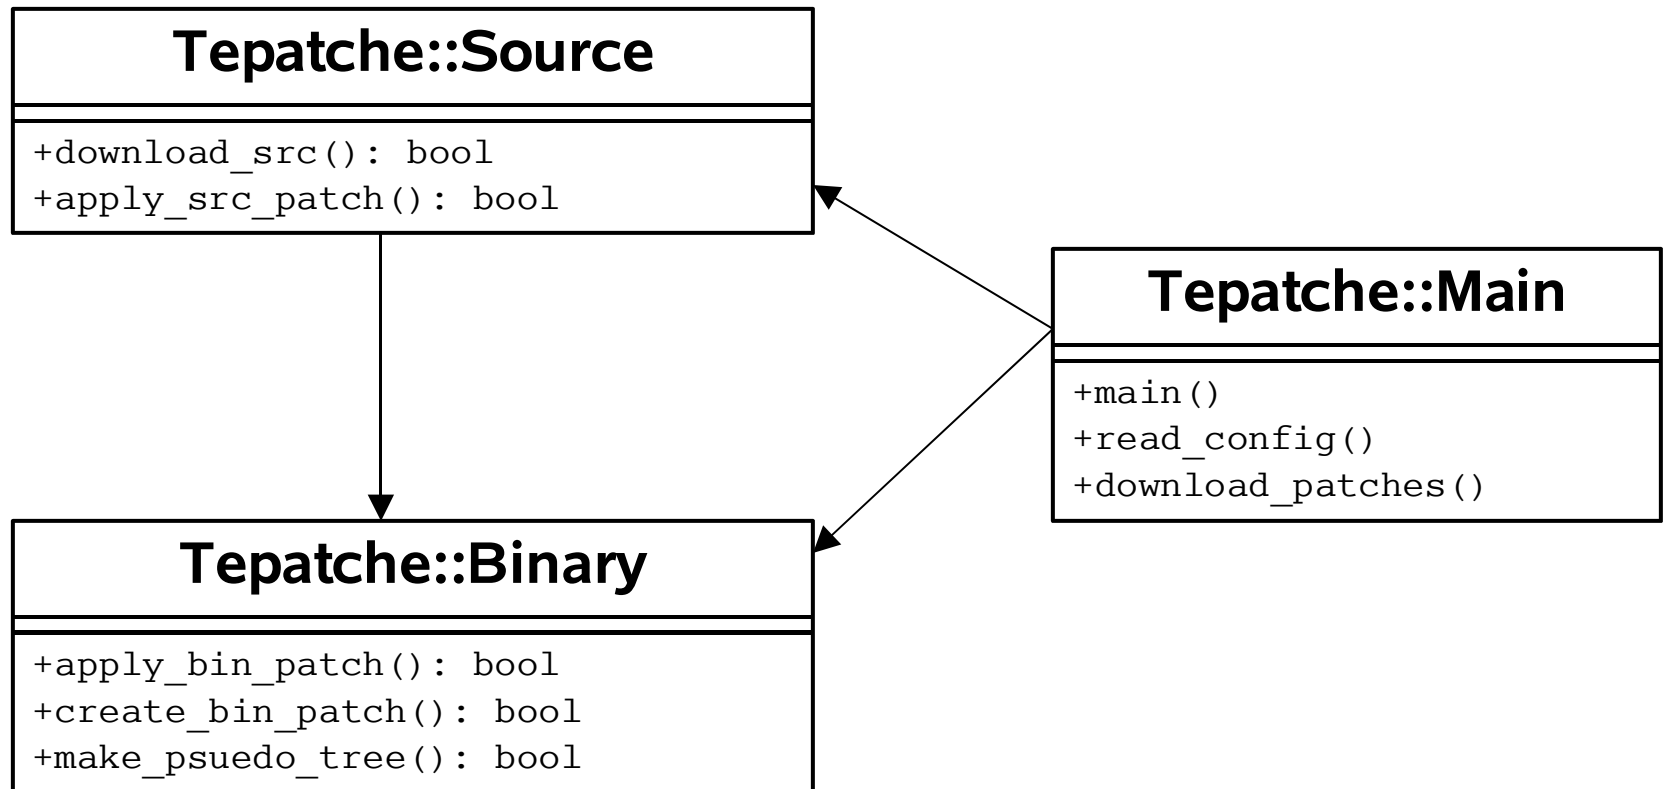 Tepatche::Source
+download_src(): bool
+apply_src_patch(): bool
Tepatche::Main
+main()
+read_config()
+download_patches()
Tepatche::Binary
+apply_bin_patch(): bool
+create_bin_patch(): bool
+make_psuedo_tree(): bool